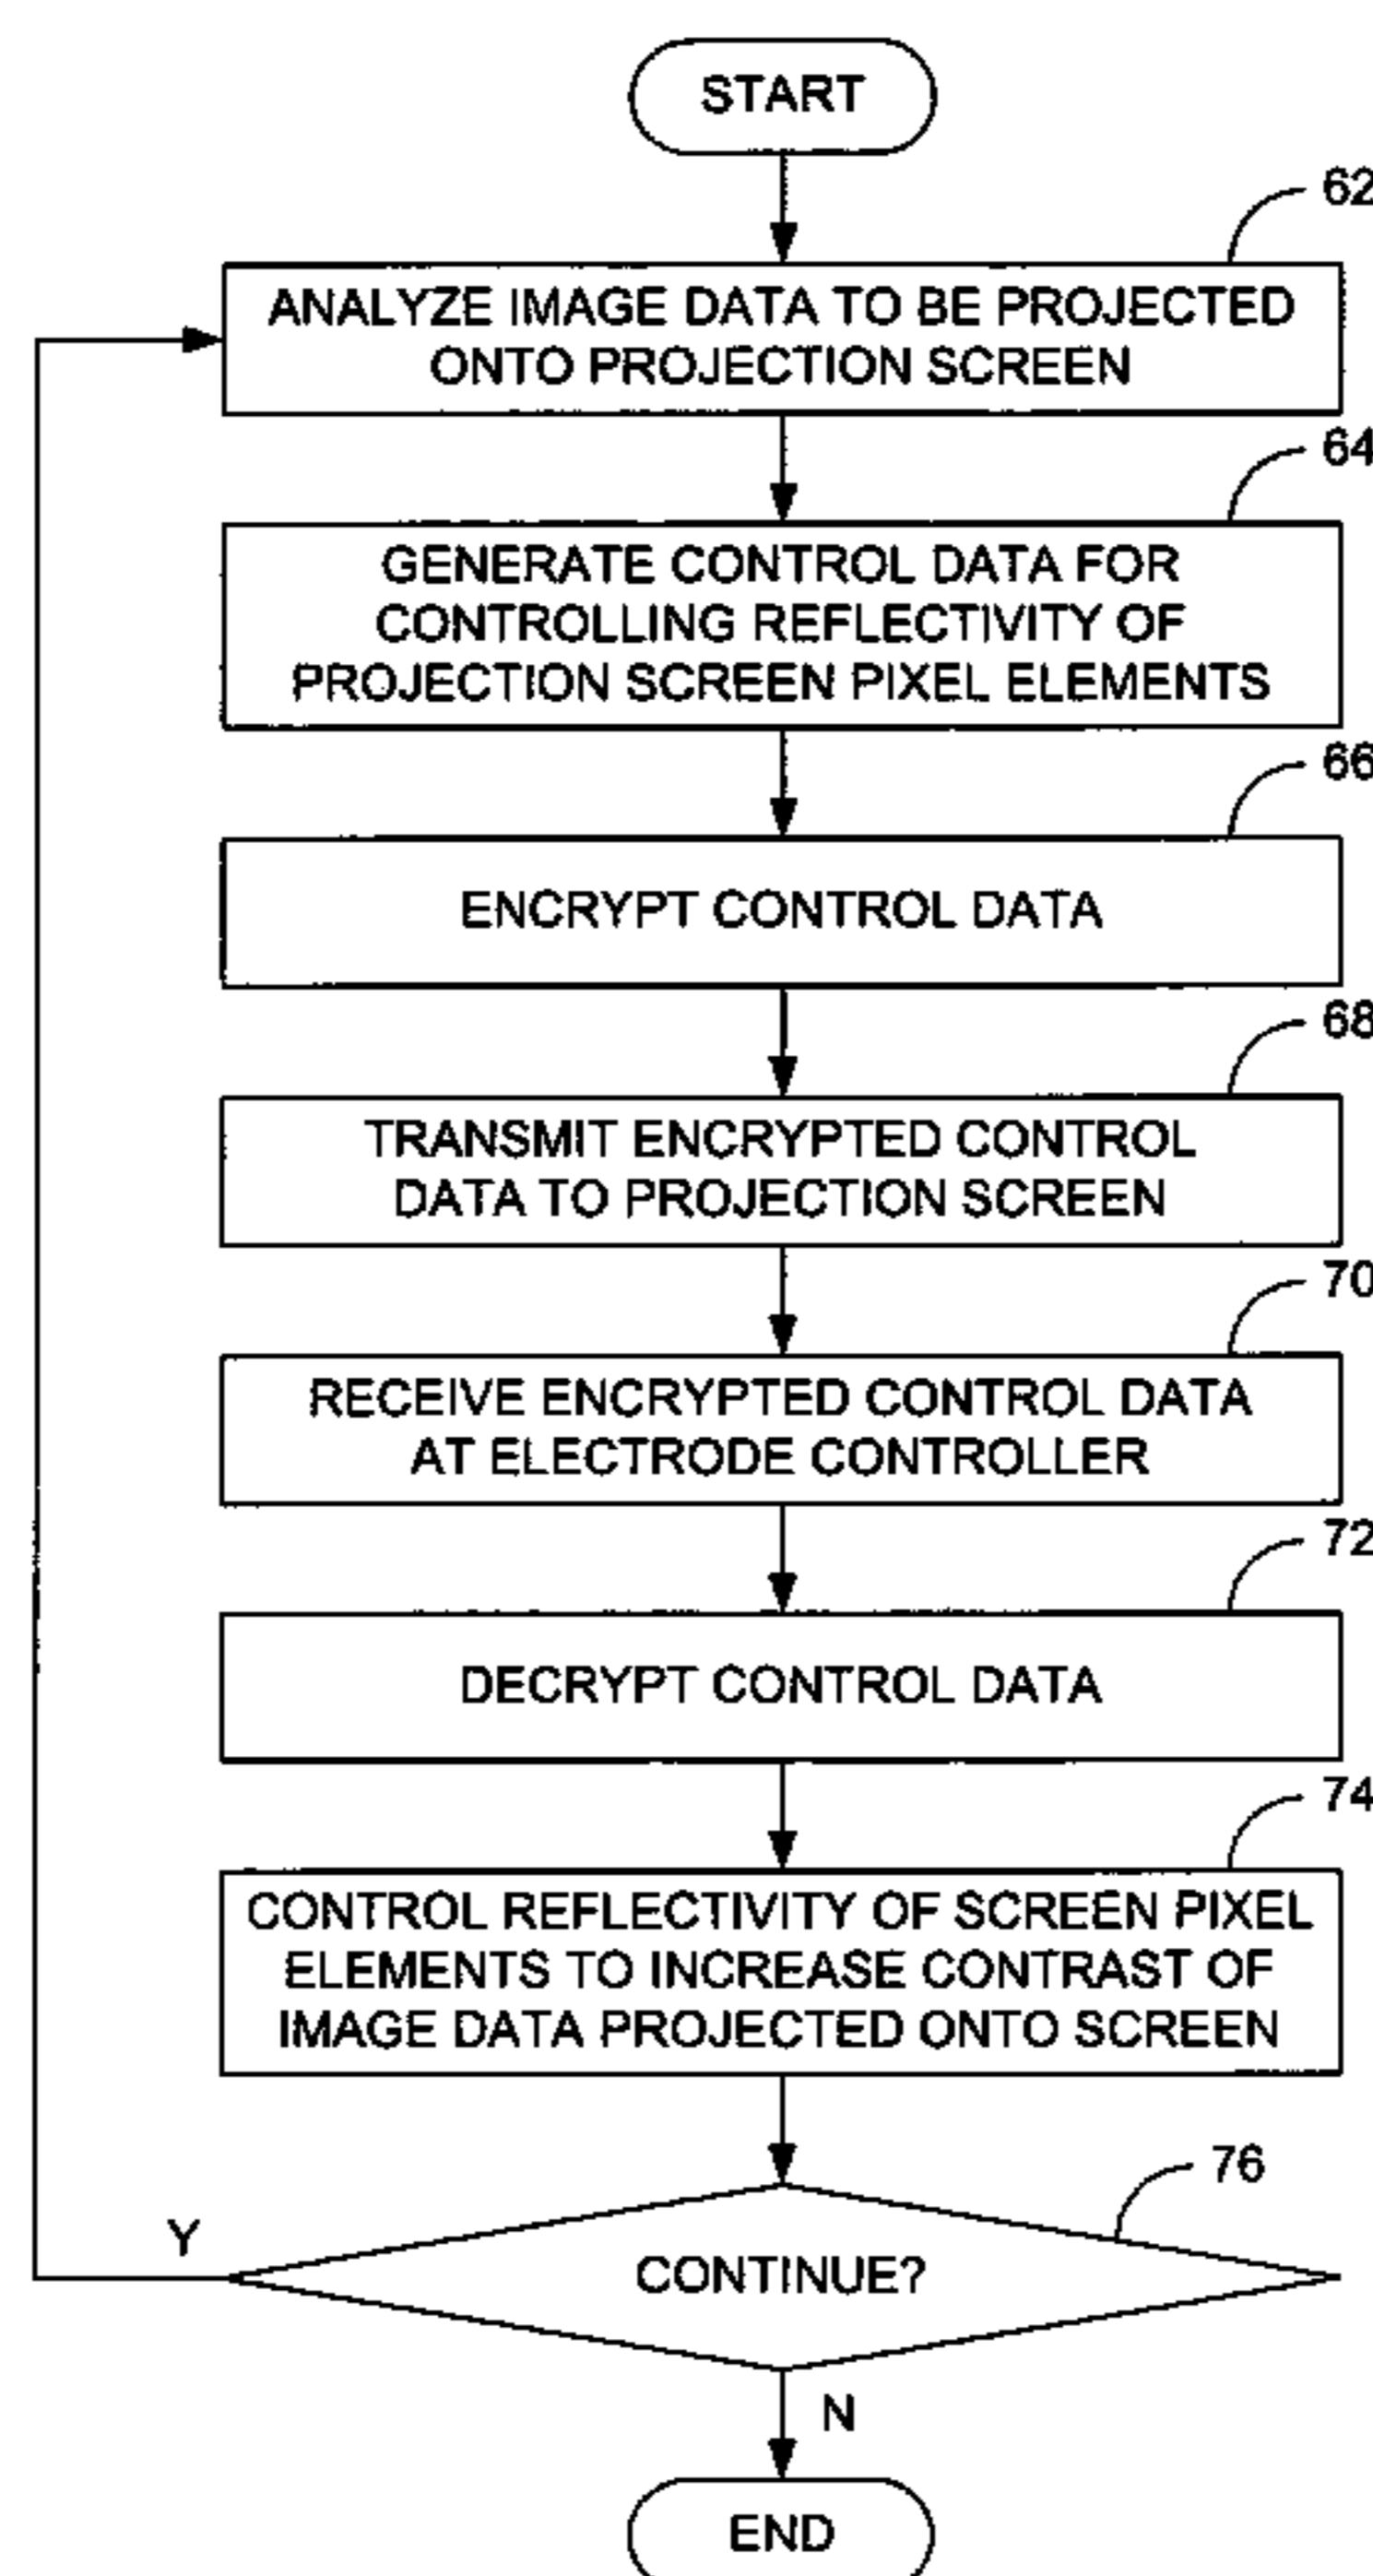 START
62
ANALYZE IMAGE DATA TO BE PROJECTED
ONTO PROJECTION SCREEN
64
GENERATE CONTROL DATA FOR
CONTROLLING REFLECTIVITY OF
PROJECTION SCREEN PIXEL ELEMENTS
66
ENCRYPT CONTROL DATA
68
TRANSMIT ENCRYPTED CONTROL
DATA TO PROJECTION SCREEN
70
RECEIVE ENCRYPTED CONTROL DATA
AT ELECTRODE CONTROLLER
72
DECRYPT CONTROL DATA
74
CONTROL REFLECTIVITY OF SCREEN PIXEL
ELEMENTS TO INCREASE CONTRAST OF
IMAGE DATA PROJECTED ONTO SCREEN
76
Y
CONTINUE?
N
END